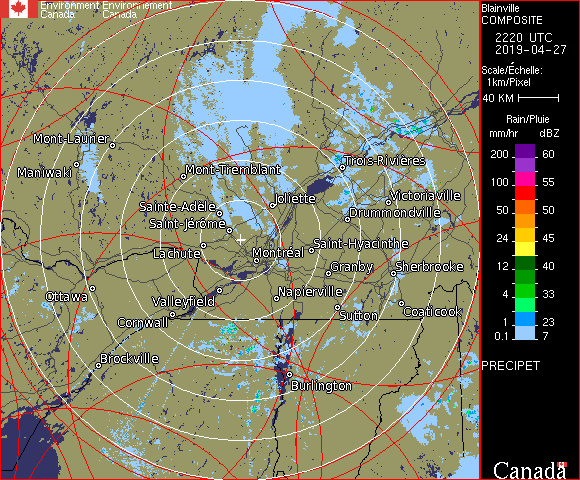 Environment Environnement
Canada Canada
Blainville
COMPOSITE
2220 UTC
2019-04-27
Scale/Échelle:
1km/Pixel
40 KM
Rain/Pluie
mm/hr dBZ
200 60
100 55
50 50
24 45
12 40
4 33
1 23
0.1 7
PRECIPET
Canada
Mont-Laurier
Maniwaki
Mont-Tremblant
Trois-Rivières
Sainte-Adèle
Joliette
Victoriaville
Drummondville
Saint-Jérôme
Lachute
Montréal
Saint-Hyacinthe
Granby
Sherbrooke
Ottawa
Valleyfield
Napierville
Cornwall
Sutton
Coaticook
Brockville
Burlington